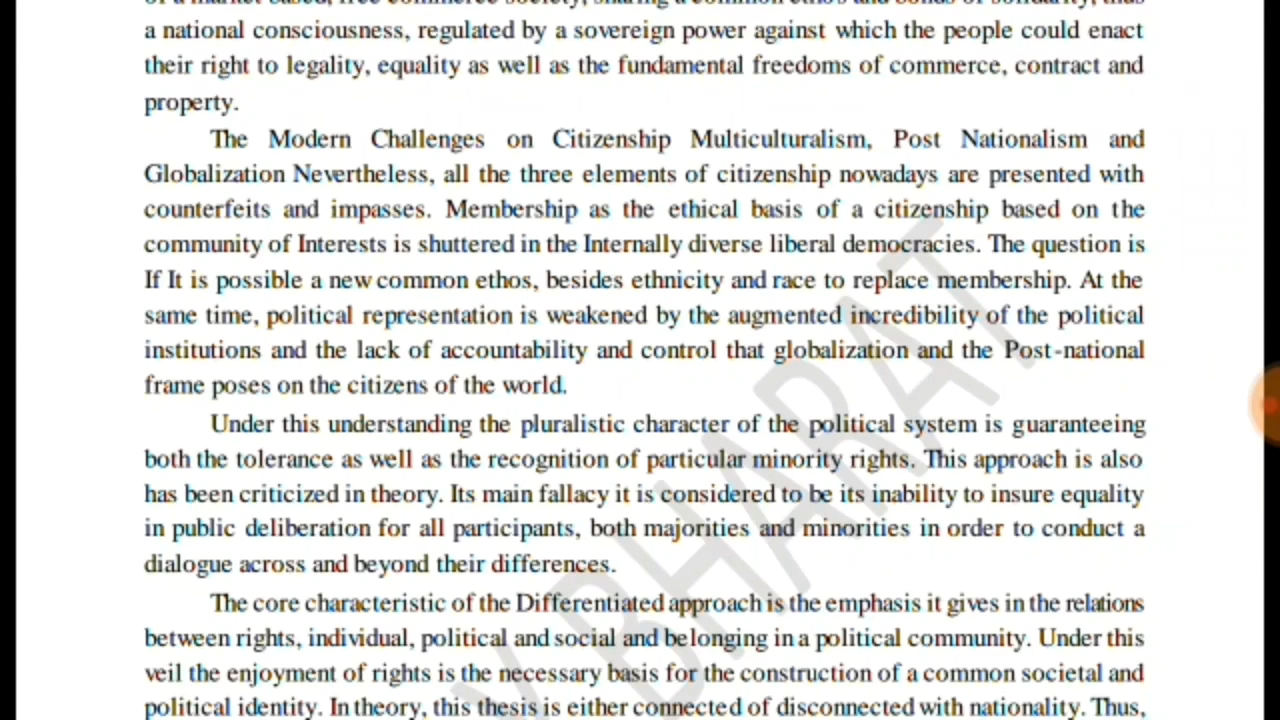 a national consciousness, regulated by a sovereign power against which the people could enact
their right to legality, equality as well as the fundamental freedoms of commerce, contract and
property.
The Modern Challenges on Citizenship Multiculturalism, Post Nationalism and
Globalization Nevertheless, all the three elements of citizenship nowadays are presented with
counterfeits and impasses. Membership as the ethical basis of a citizenship based on the
community of Interests is shuttered in the Internally diverse liberal democracies. The question is
If It is possible a new common ethos, besides ethnicity and race to replace membership. At the
same time, political representation is weakened by the augmented incredibility of the political
institutions and the lack of accountability and control that globalization and the Post-national
frame poses on the citizens of the world.
Under this understanding the pluralistic character of the political system is guaranteeing
both the tolerance as well as the recognition of particular minority rights. This approach is also
has been criticized in theory. Its main fallacy it is considered to be its inability to insure equality
in public deliberation for all participants, both majorities and minorities in order to conduct a
dialogue across and beyond their differences.
The core characteristic of the Differentiated approach is the emphasis it gives in the relations
between rights, individual, political and social and belonging in a political community. Under this
veil the enjoyment of rights is the necessary basis for the construction of a common societal and
political identity. In theory, this thesis is either connected of disconnected with nationality. Thus,
BHARAT